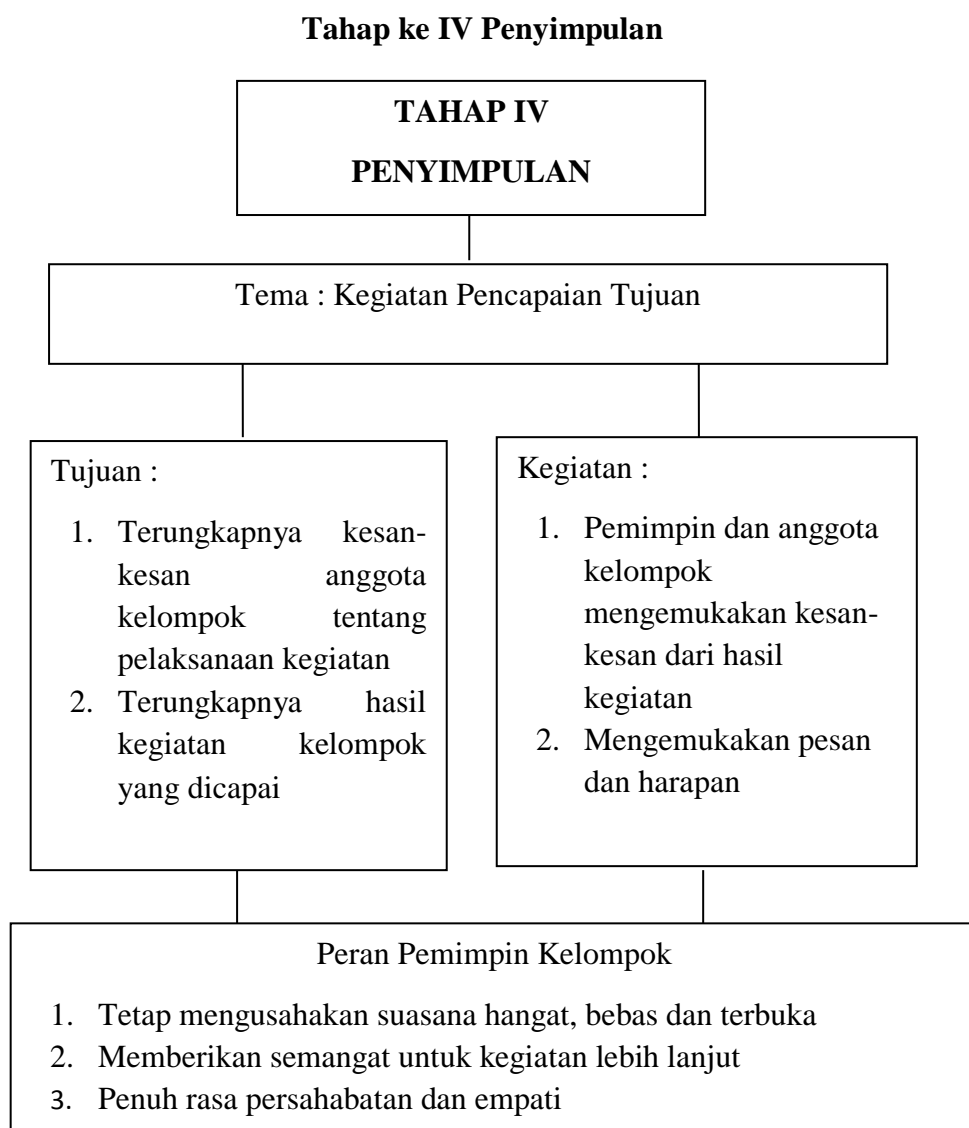 Tahap ke IV Penyimpulan
TAHAP IV
PENYIMPULAN
Tema : Kegiatan Pencapaian Tujuan
Tujuan :
1. Terungkapnya kesan-
kesan anggota
kelompok tentang
pelaksanaan kegiatan
2. Terungkapnya hasil
kegiatan kelompok
yang dicapai
Kegiatan :
1. Pemimpin dan anggota
kelompok
mengemukakan kesan-
kesan dari hasil
kegiatan
2. Mengemukakan pesan
dan harapan
Peran Pemimpin Kelompok
1. Tetap mengusahakan suasana hangat, bebas dan terbuka
2. Memberikan semangat untuk kegiatan lebih lanjut
3. Penuh rasa persahabatan dan empati